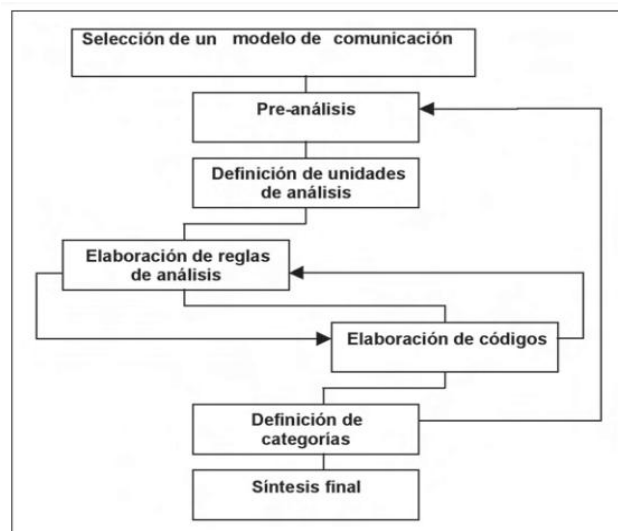 Selección de un modelo de comunicación
Pre-análisis
Definición de unidades
de análisis
Elaboración de reglas
de análisis
Elaboración de códigos
Definición de
categorías
Síntesis final